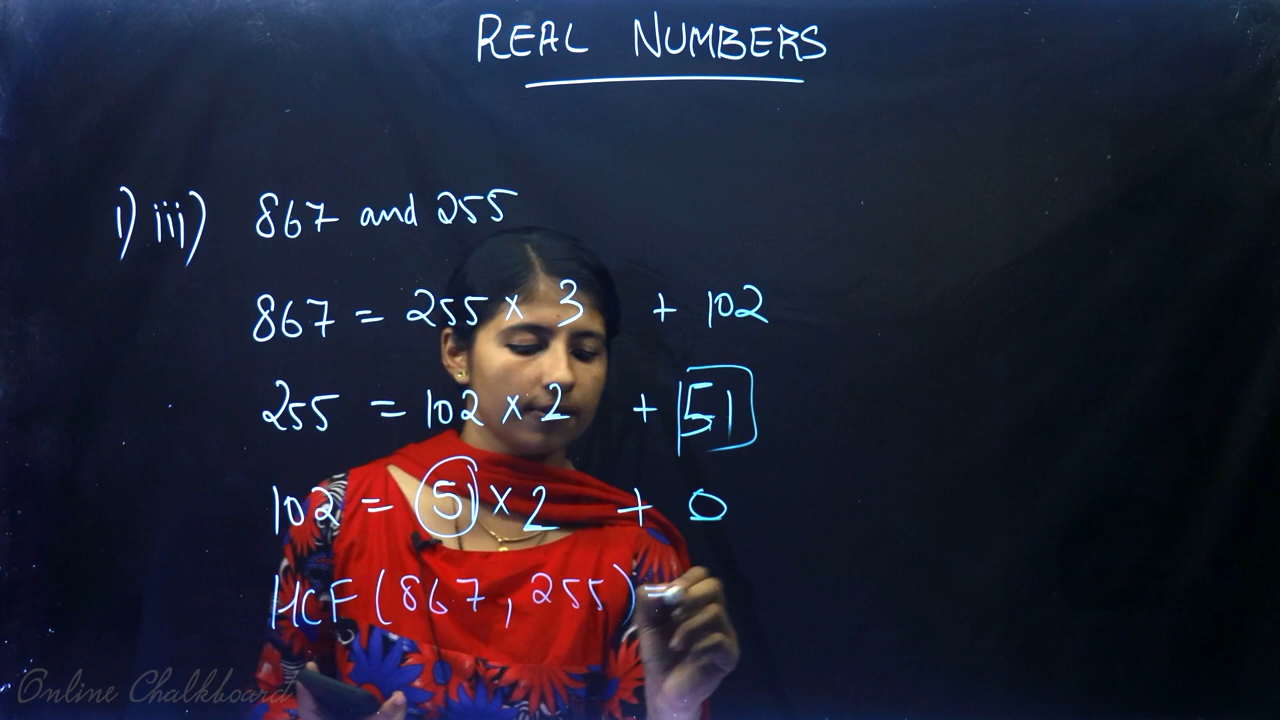 REAL NUMBERS
1) iii) 867 and 255
867 = 255 × 3 + 102
255 = 102 × 2 + 51
102 = 51 × 2 + 0
HCF (867, 255) =
Online Chalkboard